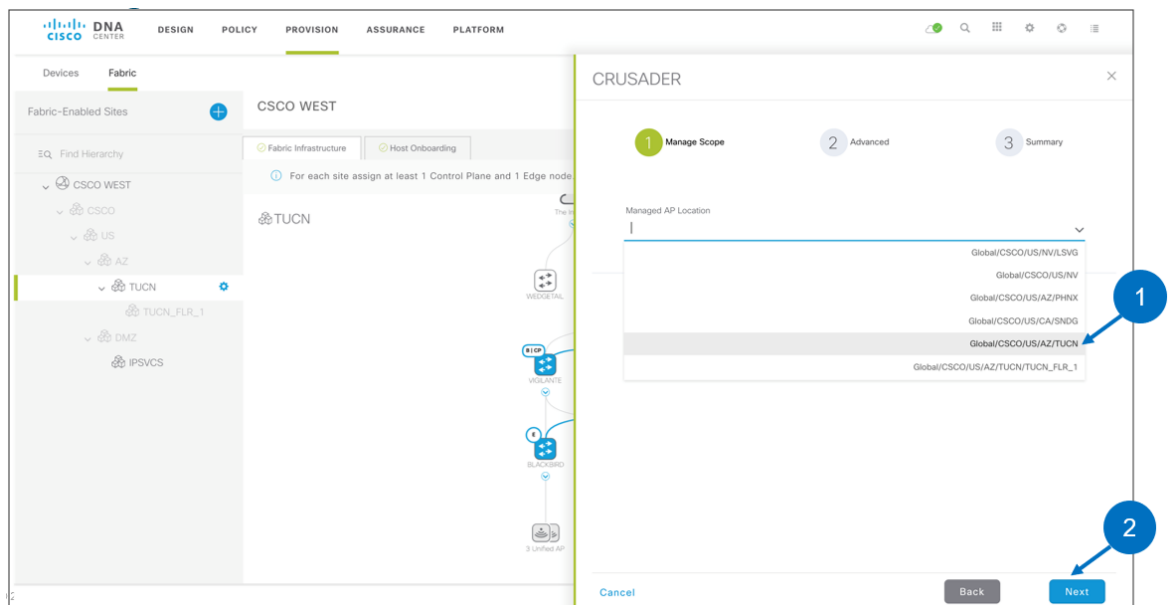 CISCO DNA CENTER
DESIGN POLICY PROVISION ASSURANCE PLATFORM
Devices Fabric
Fabric-Enabled Sites
EQ Find Hierarchy
CSCO WEST
CSCO
US
AZ
TUCN
TUCN_FLR_1
DMZ
IPSVCS
CSCO WEST
Fabric Infrastructure Host Onboarding
For each site assign at least 1 Control Plane and 1 Edge node
TUCN
WEDGETAIL
B | CP
VIGILANTE
E
BLACKBIRD
3 Unified AP
CRUSADER
1 Manage Scope 2 Advanced 3 Summary
Managed AP Location
Global/CSCO/US/NV/LSVG
Global/CSCO/US/NV
Global/CSCO/US/AZ/PHNX
Global/CSCO/US/CA/SNDG
Global/CSCO/US/AZ/TUCN
Global/CSCO/US/AZ/TUCN/TUCN_FLR_1
1
2
Cancel Back Next